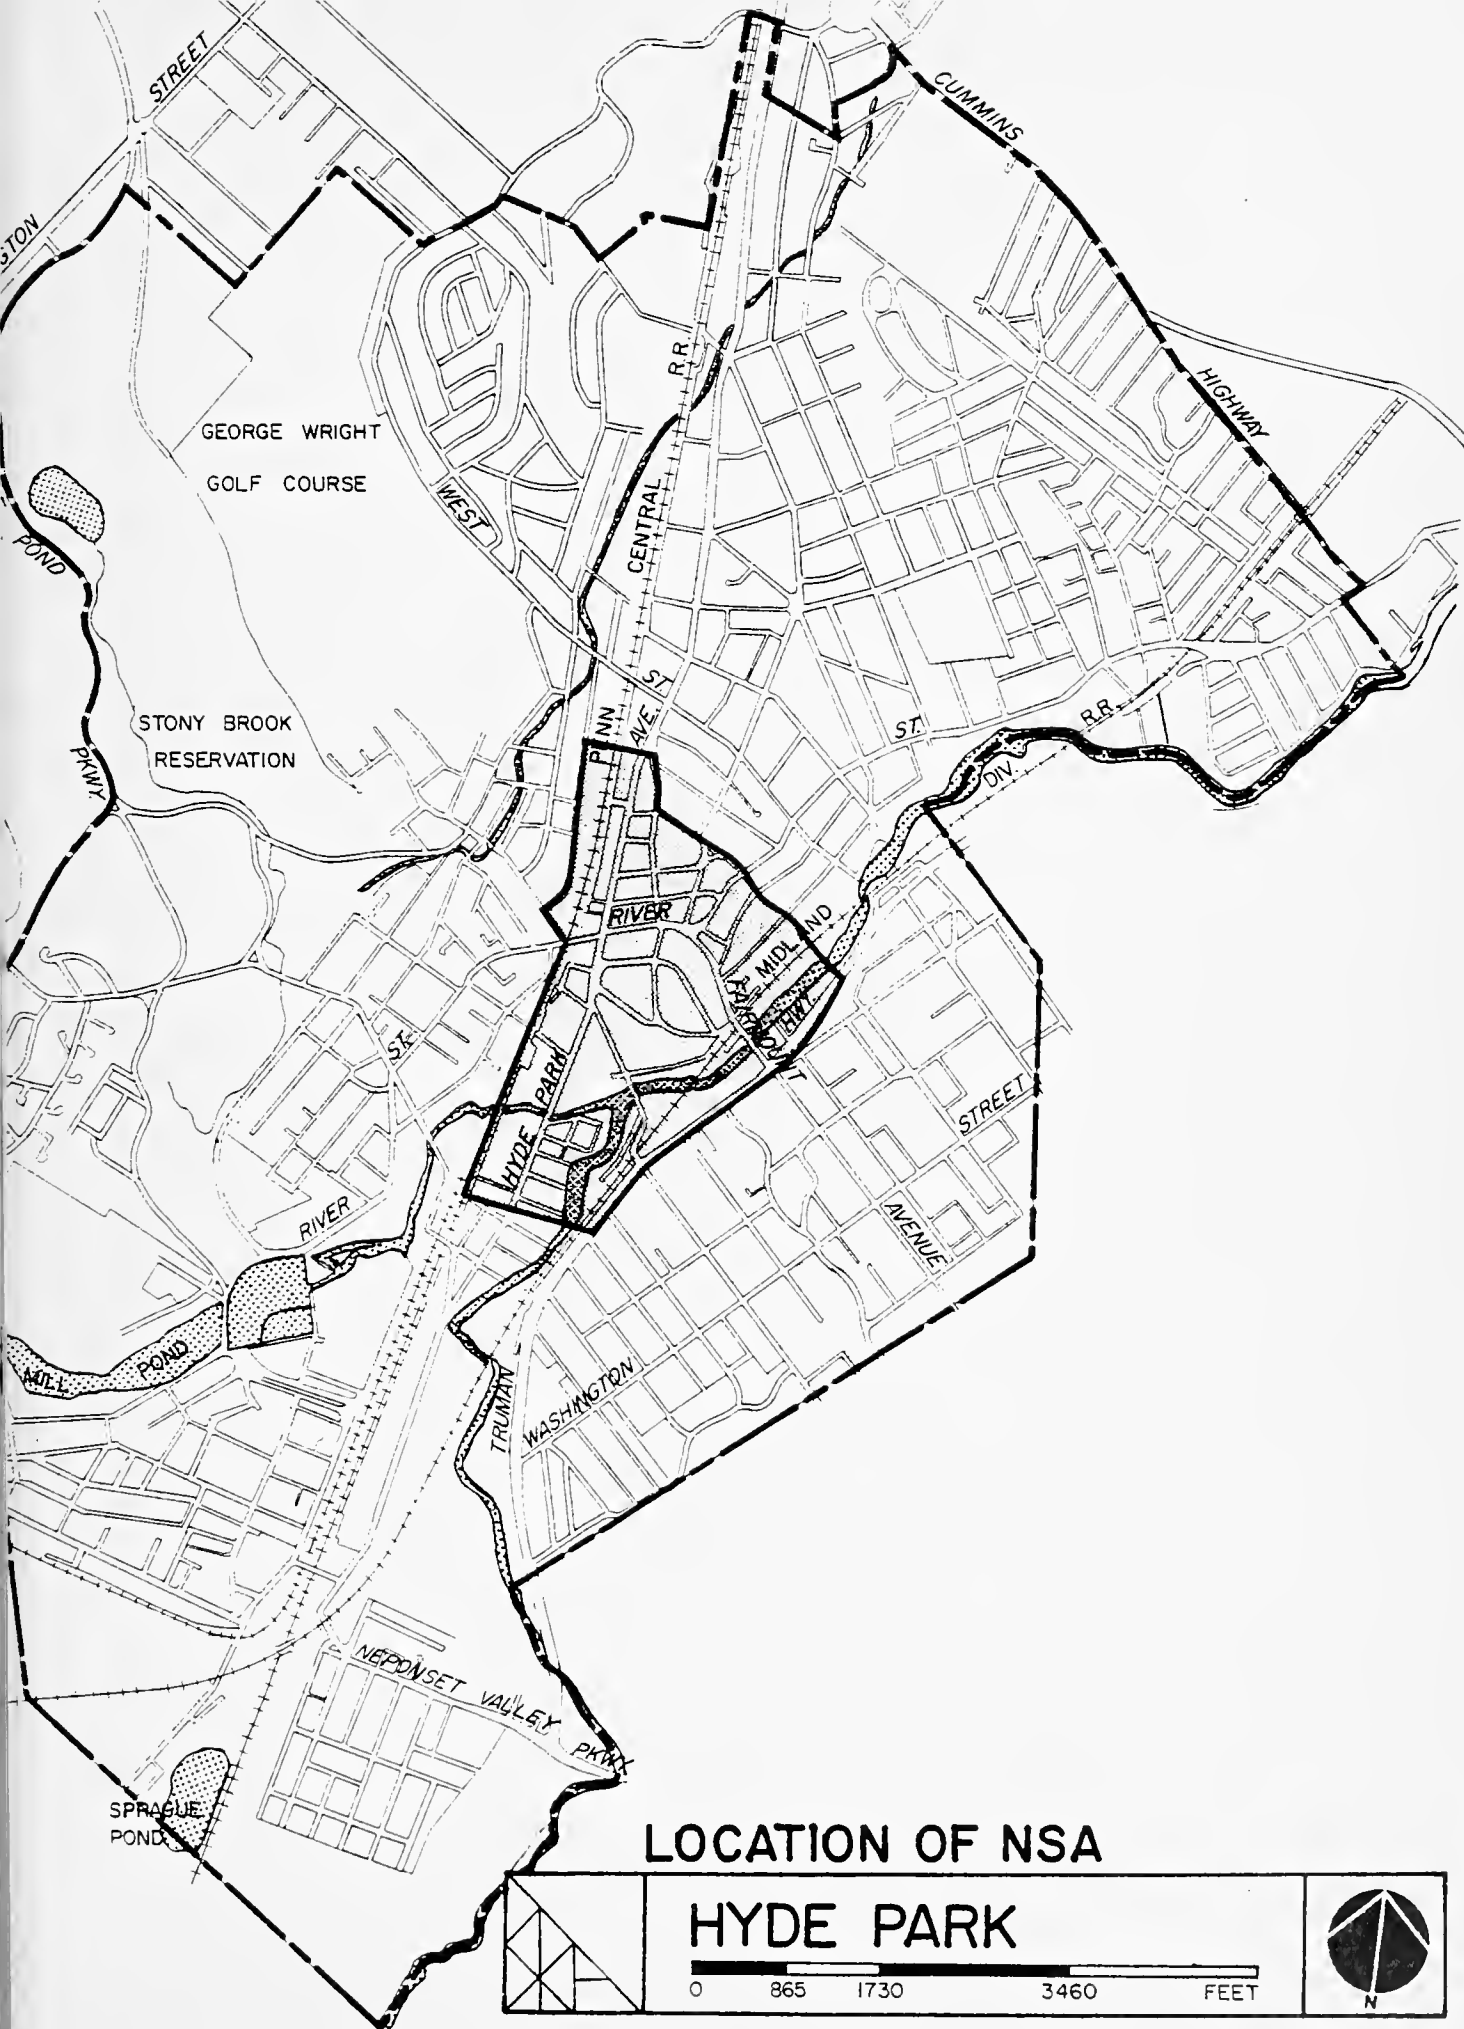 STREET
CUMMINS
GTON
R.R.
HIGHWAY
GEORGE WRIGHT
GOLF COURSE
WEST
CENTRAL
POND
ST.
AVE.
PENN
STONY BROOK
RESERVATION
PKWY.
ST.
R.R.
DIV.
RIVER
MIDLAND
FAIRMOUNT
HWY.
ST.
HYDE PARK
STREET
RIVER
AVENUE
MILL POND
TRUMAN
WASHINGTON
NEPONSET VALLEY PKWY.
SPRAGUE
POND
LOCATION OF NSA
HYDE PARK
0 865 1730 3460 FEET
N